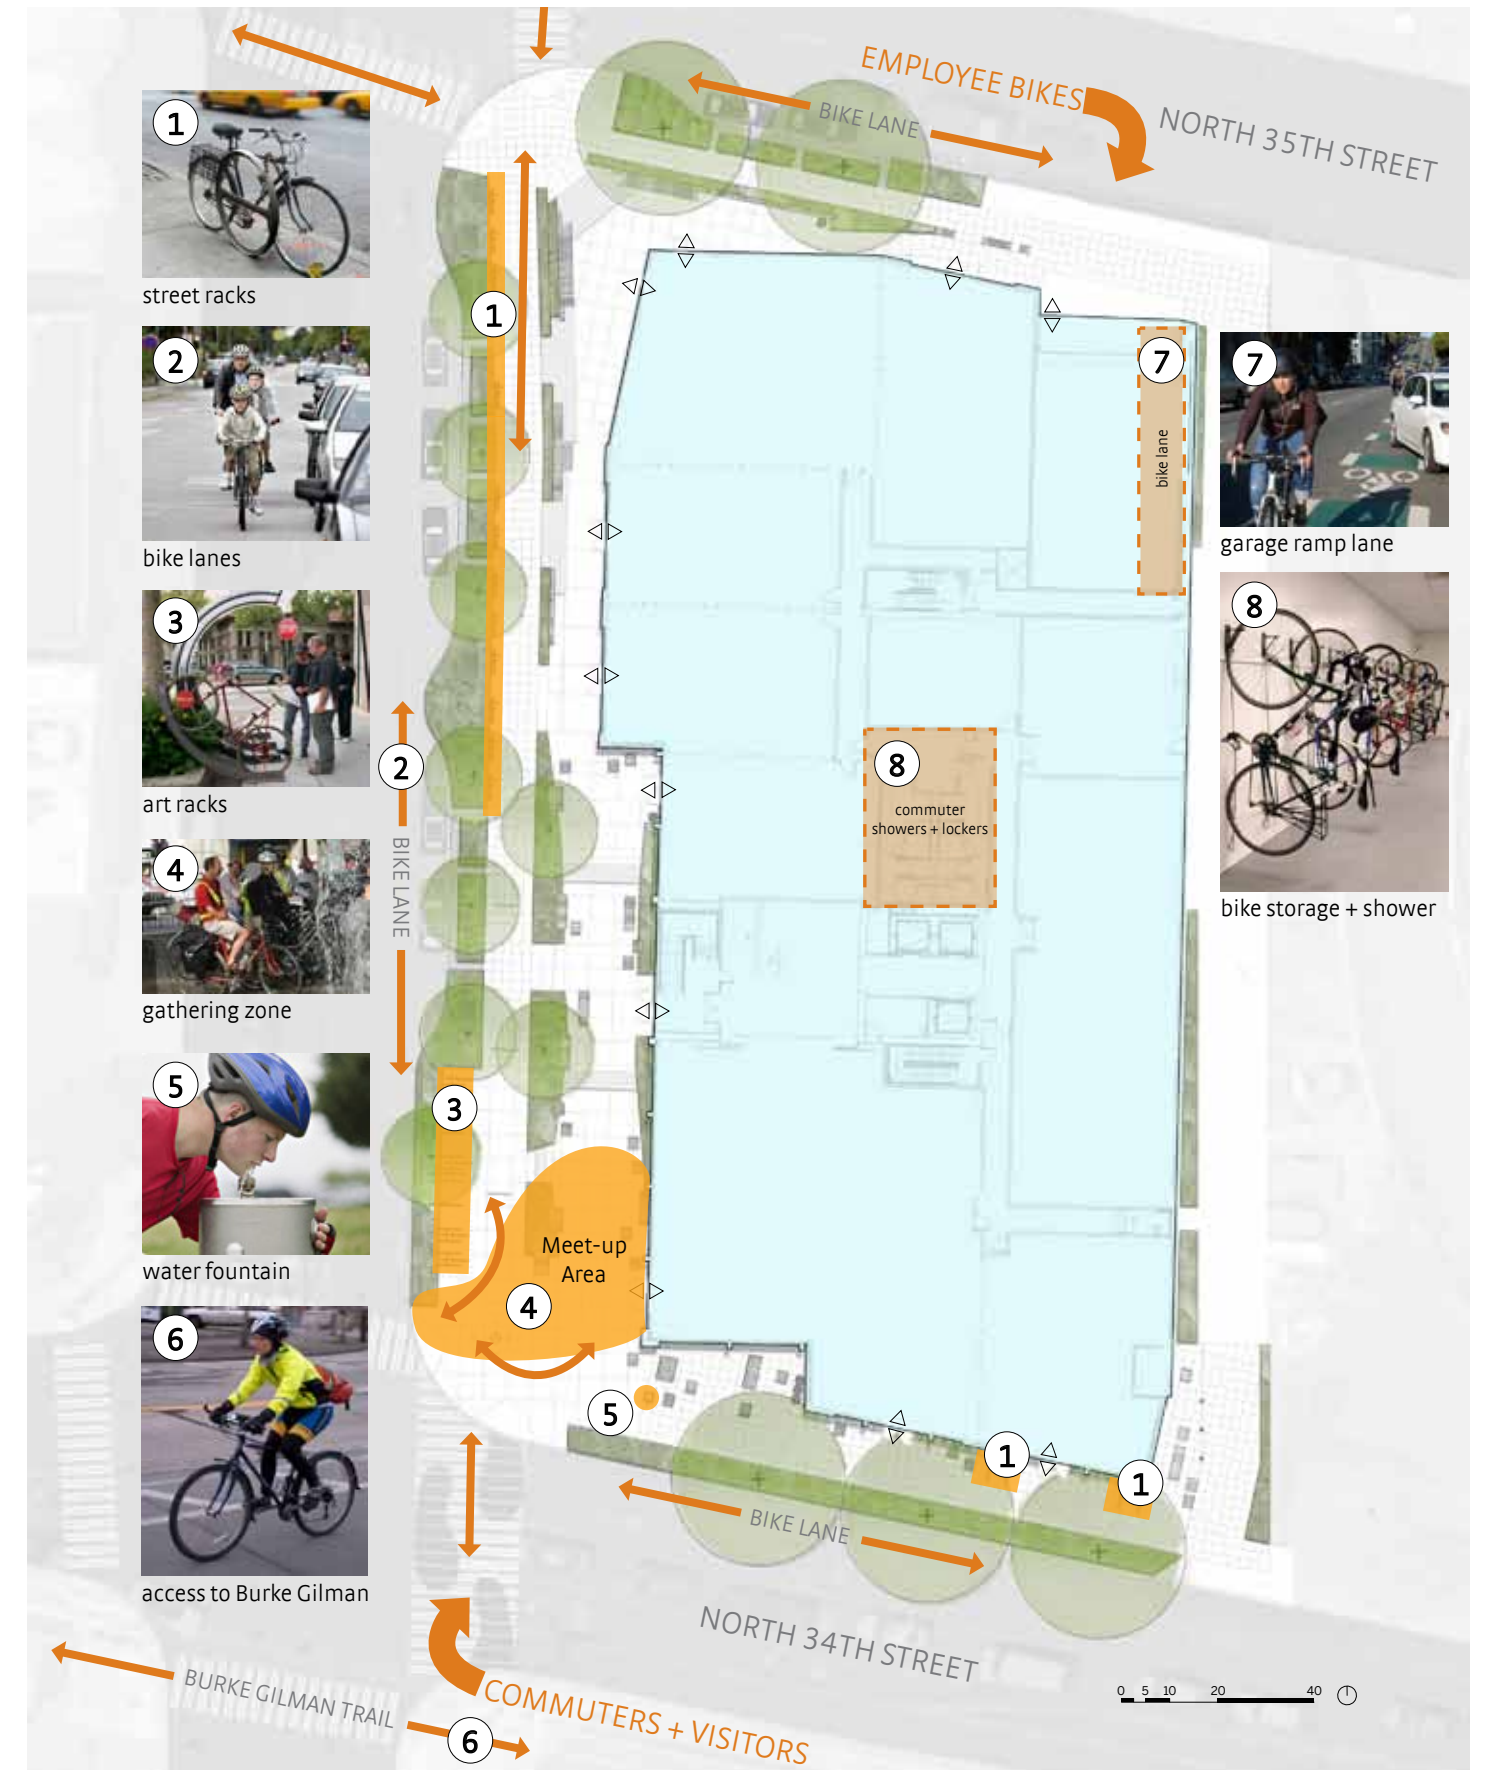 EMPLOYEE BIKES
BIKE LANE
NORTH 35TH STREET
1
street racks
2
bike lanes
3
art racks
4
gathering zone
5
water fountain
6
access to Burke Gilman
1
2
BIKE LANE
3
Meet-up
Area
4
5
7
bike lane
8
commuter
showers + lockers
7
garage ramp lane
8
bike storage + shower
1
1
BIKE LANE
NORTH 34TH STREET
BURKE GILMAN TRAIL
6
COMMUTERS + VISITORS
0 5 10 20 40